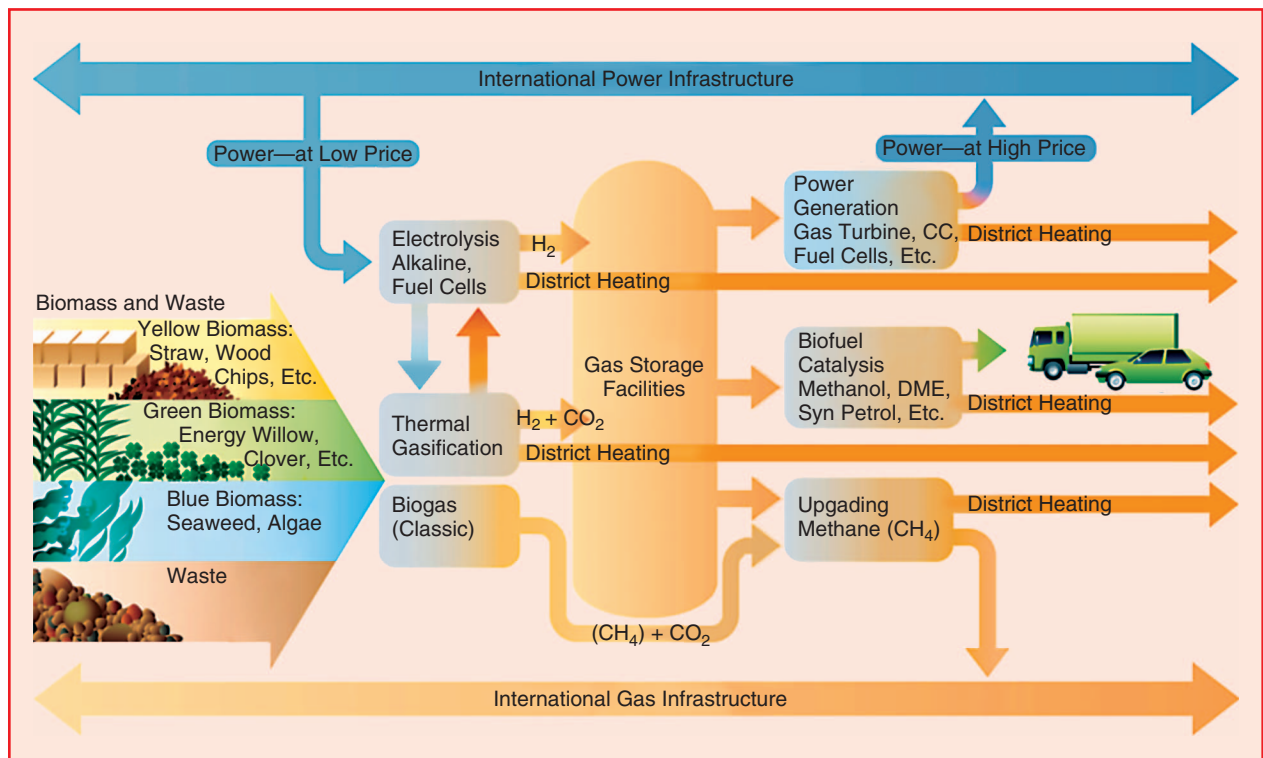 International Power Infrastructure
Power—at Low Price
Power—at High Price
Electrolysis
Alkaline,
Fuel Cells
H₂
District Heating
Power
Generation
Gas Turbine, CC,
Fuel Cells, Etc.
District Heating
Biomass and Waste
Yellow Biomass:
Straw, Wood
Chips, Etc.
Green Biomass:
Energy Willow,
Clover, Etc.
Blue Biomass:
Seaweed, Algae
Waste
Thermal
Gasification
H₂ + CO₂
District Heating
Biogas
(Classic)
Gas Storage
Facilities
Biofuel
Catalysis
Methanol, DME,
Syn Petrol, Etc.
District Heating
Upgading
Methane (CH₄)
District Heating
(CH₄) + CO₂
International Gas Infrastructure